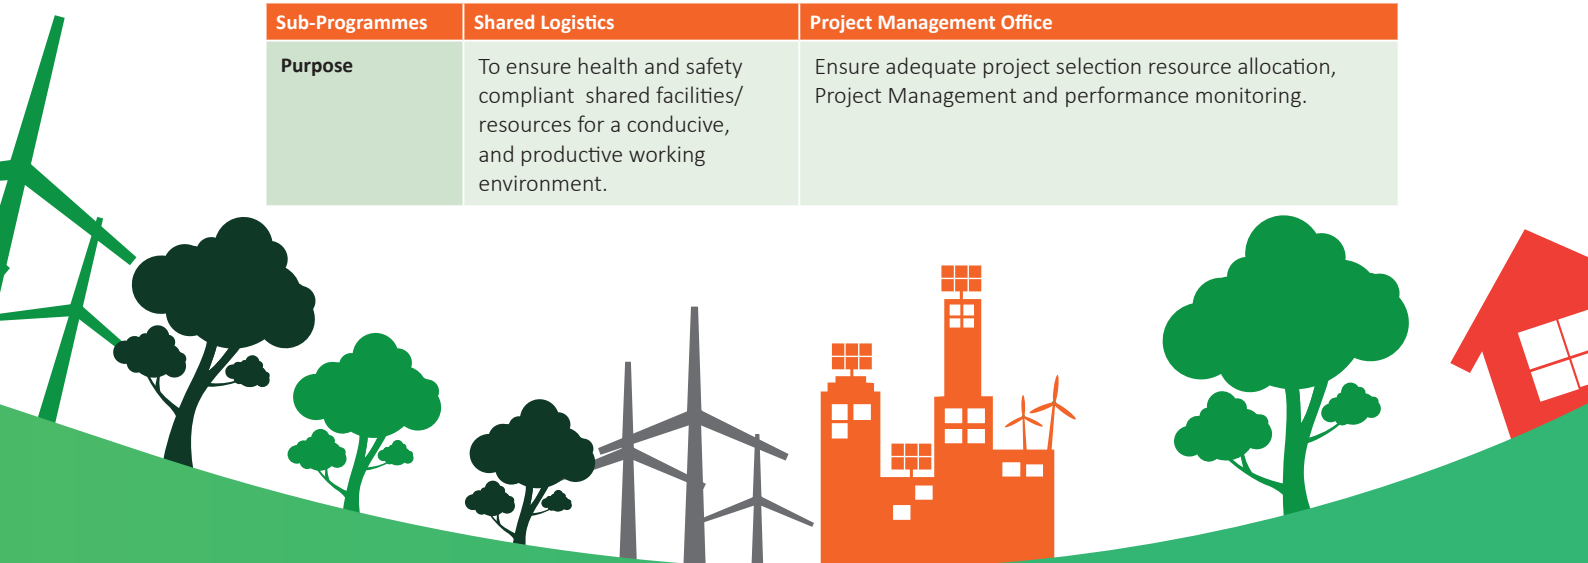 Sub-Programmes Shared Logistics Project Management Office
Purpose
To ensure health and safety
compliant shared facilities/
resources for a conducive,
and productive working
environment.
Ensure adequate project selection resource allocation,
Project Management and performance monitoring.